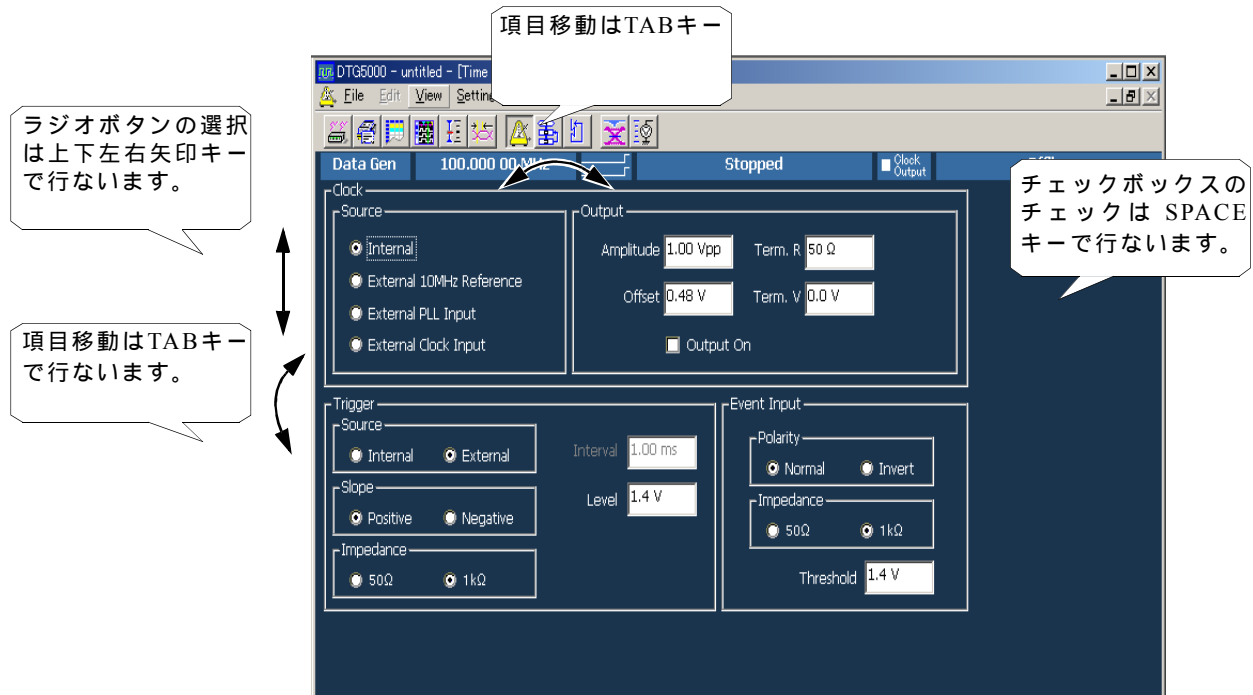 項目移動はTABキー
DTG5000 - untitled - [Time
File Edit View Setting
ラジオボタンの選択
は上下左右矢印キー
で行ないます。
Data Gen 100.000 00 MHz Stopped Clock
Output
チェックボックスの
チェックは SPACE
キーで行ないます。
Clock
Source
Internal
External 10MHz Reference
External PLL Input
External Clock Input
Output
Amplitude 1.00 Vpp Term. R 50 Ω
Offset 0.48 V Term. V 0.0 V
Output On
項目移動はTABキー
で行ないます。
Trigger
Source
Internal External
Interval 1.00 ms
Slope
Level 1.4 V
Positive Negative
Impedance
50Ω 1kΩ
Event Input
Polarity
Normal Invert
Impedance
50Ω 1kΩ
Threshold 1.4 V